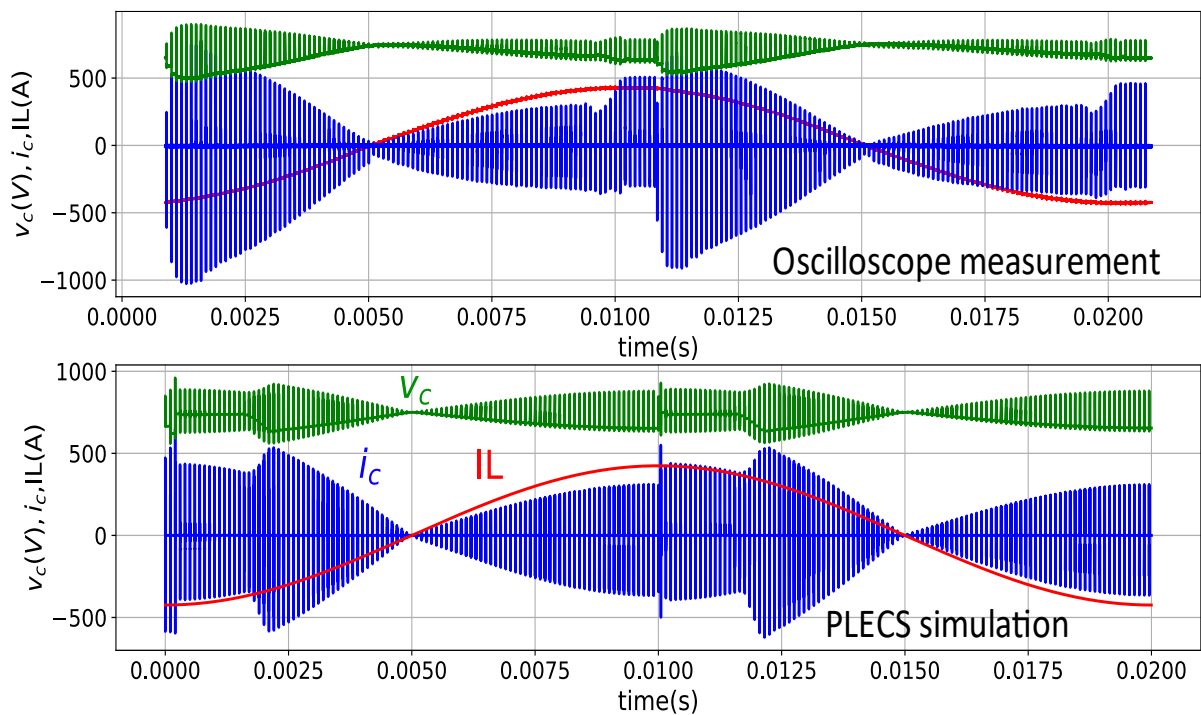 500
0
−500
−1000
v_c(V), i_c,IL(A)
Oscilloscope measurement
0.0000 0.0025 0.0050 0.0075 0.0100 0.0125 0.0150 0.0175 0.0200
time(s)
1000
500
0
−500
v_c(V), i_c,IL(A)
v_c
i_c
IL
PLECS simulation
0.0000 0.0025 0.0050 0.0075 0.0100 0.0125 0.0150 0.0175 0.0200
time(s)